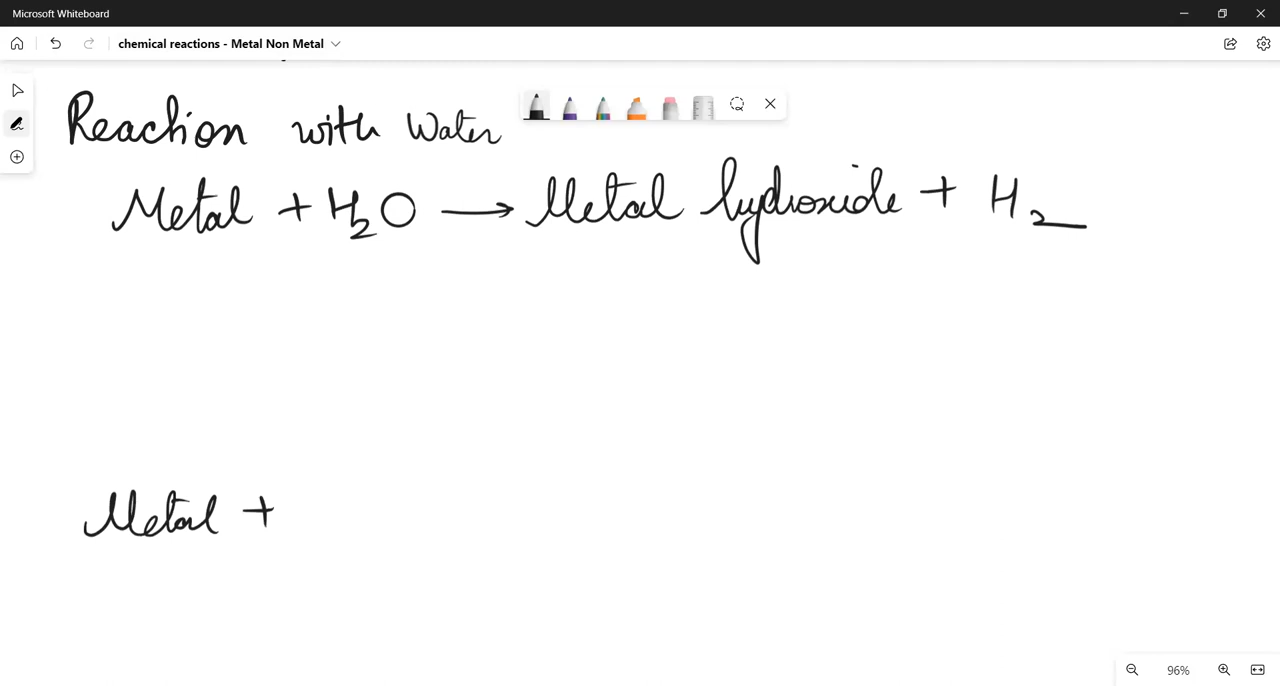 Microsoft Whiteboard
chemical reactions - Metal Non Metal
Reaction with Water
Metal + H₂O → Metal hydroxide + H₂
Metal +
96%